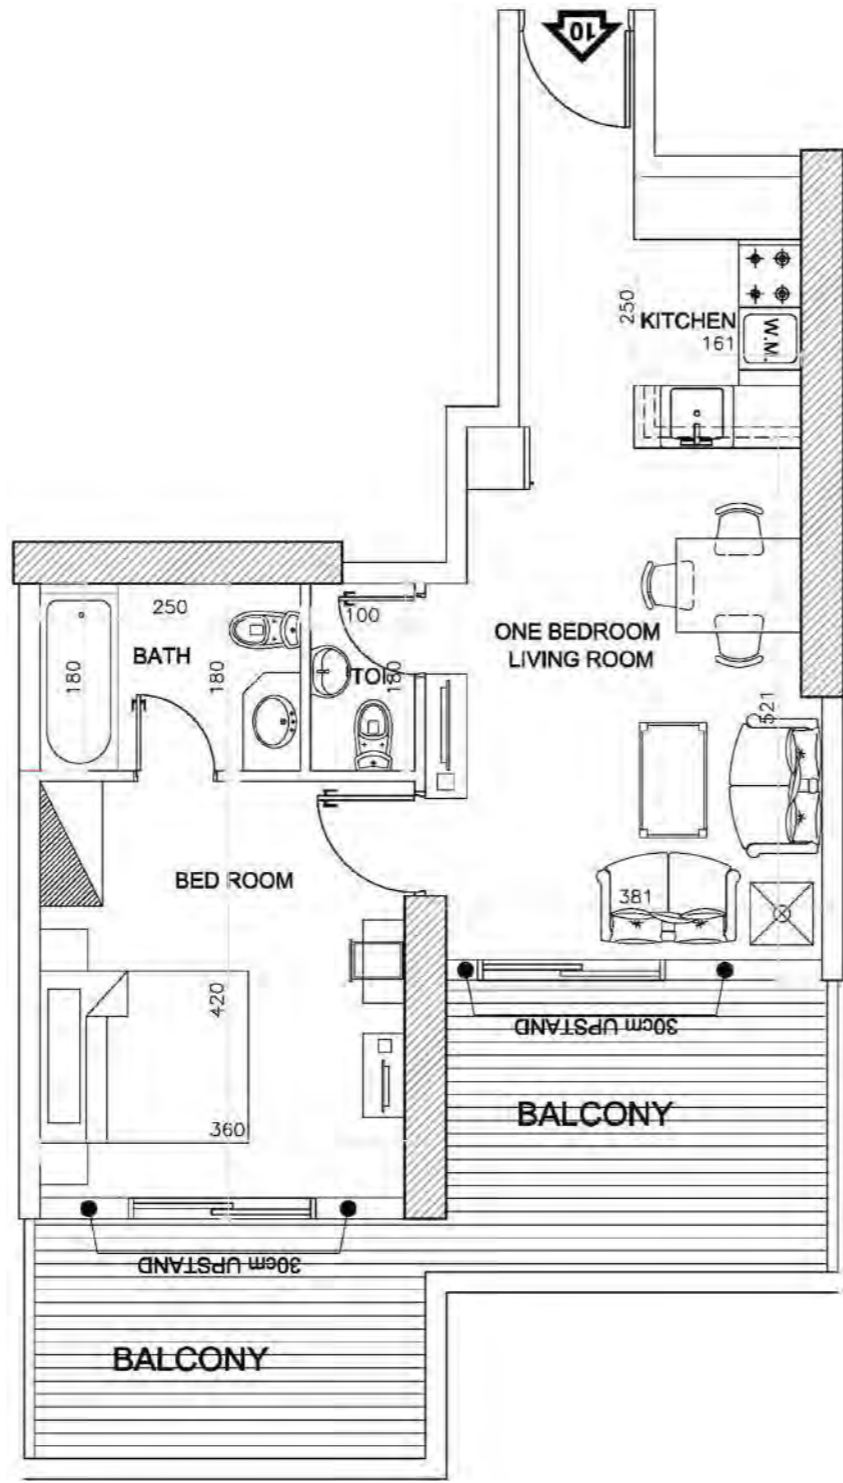 10
250
KITCHEN
161
W.M.
250
100
BATH
180
180
180
ONE BEDROOM
LIVING ROOM
521
BED ROOM
381
420
30cm UPSTAND
BALCONY
360
30cm UPSTAND
BALCONY